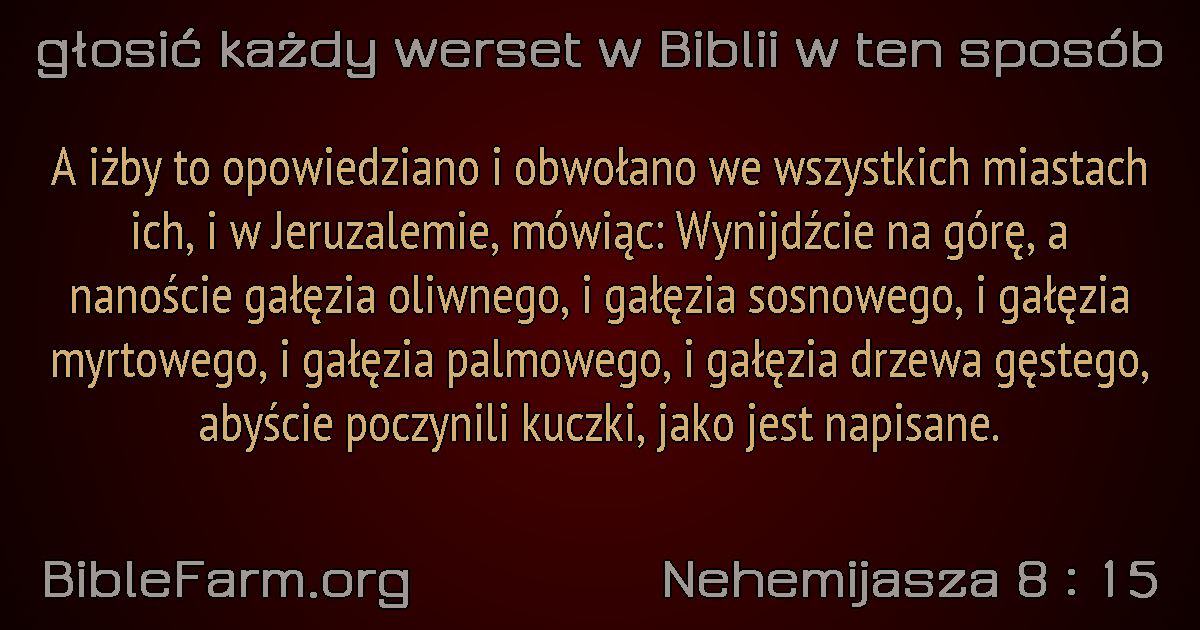 głosić każdy werset w Biblii w ten sposób
A iżby to opowiedziano i obwołano we wszystkich miastach
ich, i w Jeruzalemie, mówiąc: Wynijdźcie na górę, a
nanoście gałęzia oliwnego, i gałęzia sosnowego, i gałęzia
myrtowego, i gałęzia palmowego, i gałęzia drzewa gęstego,
abyście poczynili kuczki, jako jest napisane.
BibleFarm.org
Nehemijasza 8 : 15